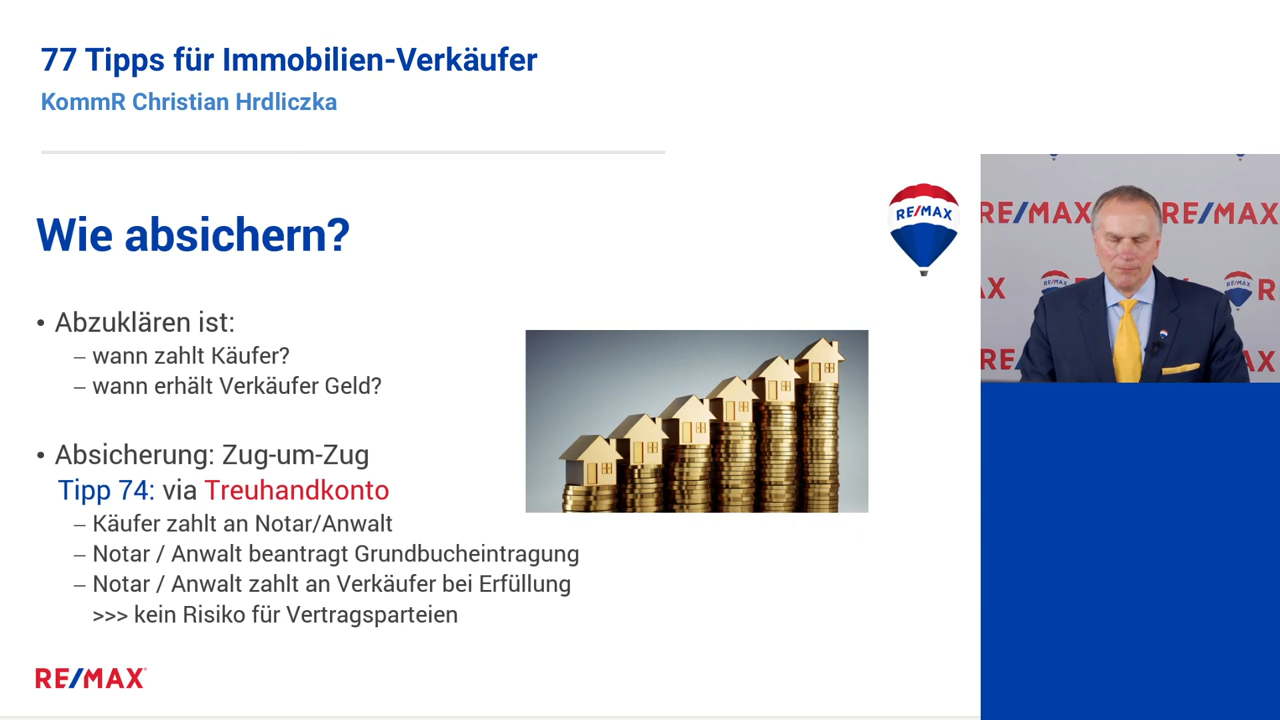 77 Tipps für Immobilien-Verkäufer
KommR Christian Hrdliczka
Wie absichern?
RE/MAX
RE/MAX RE/MAX
• Abzuklären ist:
– wann zahlt Käufer?
– wann erhält Verkäufer Geld?
• Absicherung: Zug-um-Zug
Tipp 74: via Treuhandkonto
– Käufer zahlt an Notar/Anwalt
– Notar / Anwalt beantragt Grundbucheintragung
– Notar / Anwalt zahlt an Verkäufer bei Erfüllung
>>> kein Risiko für Vertragsparteien
RE/MAX